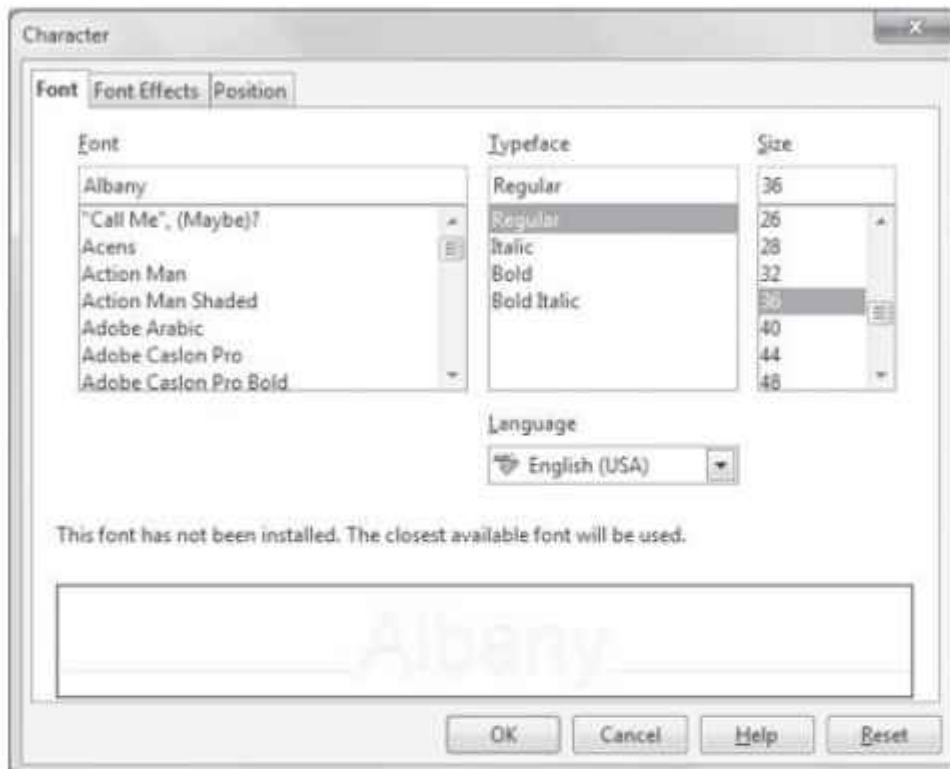 Character
Font Font Effects Position
Font Typeface Size
Albany Regular 36
"Call Me", (Maybe)? Regular 26
Acens Italic 28
Action Man Bold 32
Action Man Shaded Bold Italic 36
Adobe Arabic 40
Adobe Caslon Pro 44
Adobe Caslon Pro Bold 48
Language
English (USA)
This font has not been installed. The closest available font will be used.
Albany
OK Cancel Help Reset